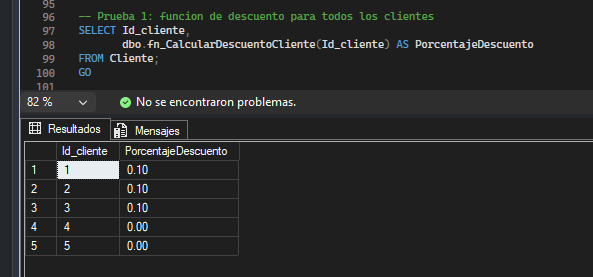 95
96 -- Prueba 1: funcion de descuento para todos los clientes
97 SELECT Id_cliente,
98 dbo.fn_CalcularDescuentoCliente(Id_cliente) AS PorcentajeDescuento
99 FROM Cliente;
100 GO
101
82 % No se encontraron problemas.
Resultados Mensajes
Id_cliente PorcentajeDescuento
1 1 0.10
2 2 0.10
3 3 0.10
4 4 0.00
5 5 0.00